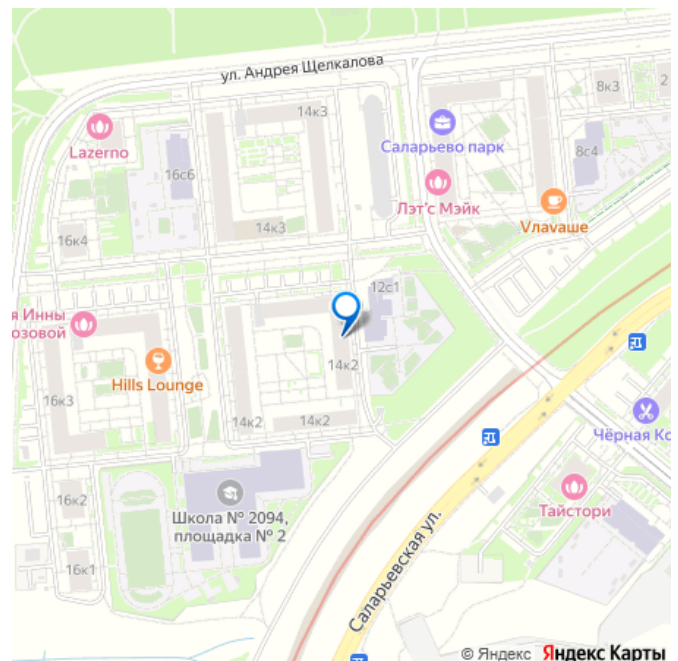 ул. Андрея Щелкалова
8к3
2
14к3
Lazerno
Саларьево парк
16с6
8с4
Лэт'с Мэйк
Vлаваше
14к3
16к4
12с1
я Инны
озовой
14к2
Hills Lounge
16к3
14к2
14к2
Чёрная Ко
16к2
Школа № 2094,
площадка № 2
Тайстори
16к1
Саларьевская ул.
© Яндекс Яндекс Карты